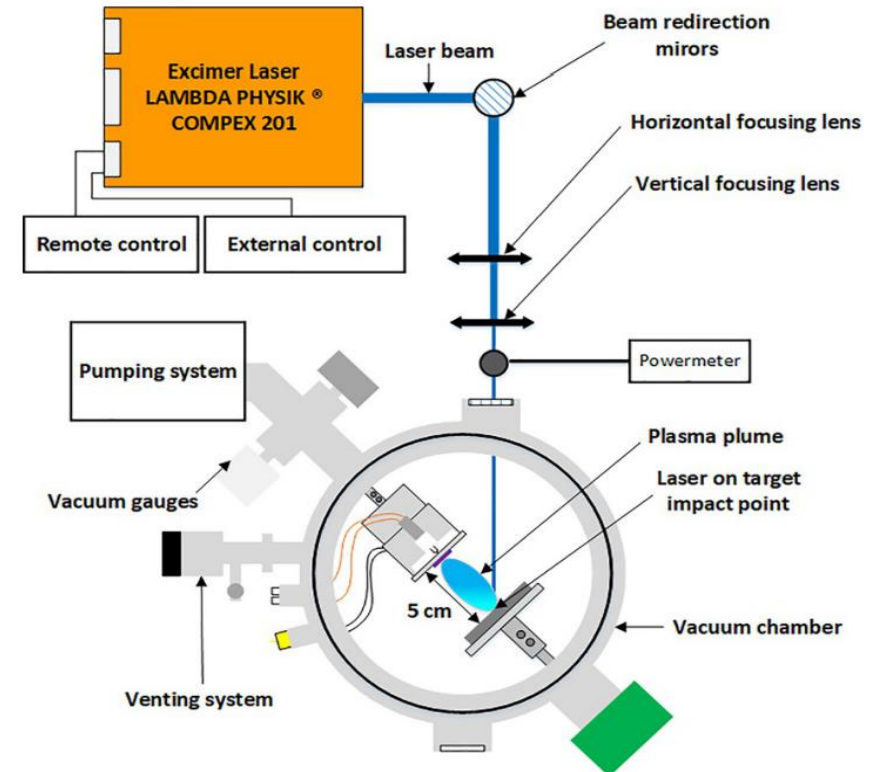 Beam redirection
mirors
Laser beam
Excimer Laser
LAMBDA PHYSIK ®
COMPEX 201
Horizontal focusing lens
Vertical focusing lens
Remote control
External control
Pumping system
Powermeter
Plasma plume
Laser on target
impact point
Vacuum gauges
5 cm
Vacuum chamber
Venting system